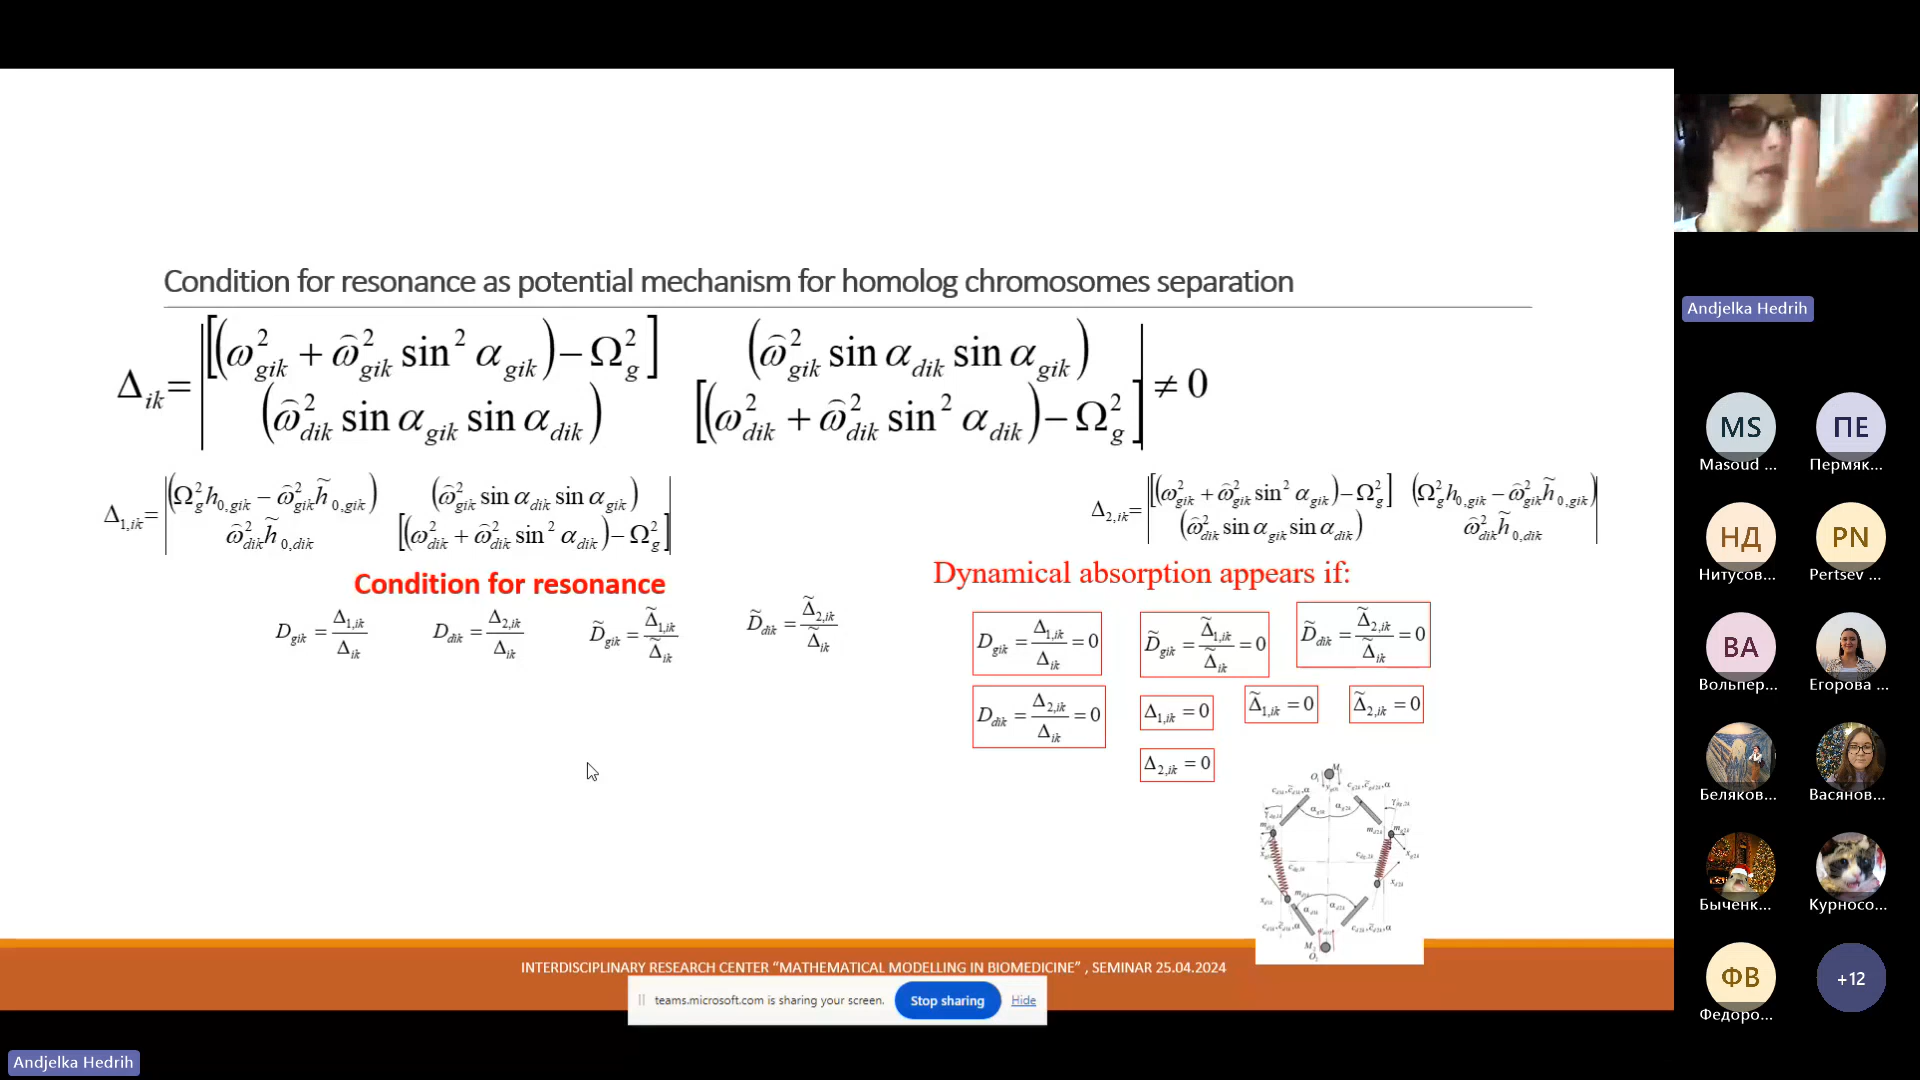 Condition for resonance as potential mechanism for homolog chromosomes separation
Δ_ik = |[(ω²_gik + ω̂²_gik sin² α_gik) − Ω²_g] (ω̂²_gik sin α_dik sin α_gik)|
|(ω̂²_dik sin α_gik sin α_dik) [(ω²_dik + ω̂²_dik sin² α_dik) − Ω²_g]| ≠ 0
Δ_1,ik = |(Ω²_g h_0,gik − ω̂²_gik h̃_0,gik) (ω̂²_gik sin α_dik sin α_gik)|
|ω̂²_dik h̃_0,dik [(ω²_dik + ω̂²_dik sin² α_dik) − Ω²_g]|
Δ_2,ik = |[(ω²_gik + ω̂²_gik sin² α_gik) − Ω²_g] (Ω²_g h_0,gik − ω̂²_gik h̃_0,gik)|
|(ω̂²_dik sin α_gik sin α_dik) ω̂²_dik h̃_0,dik|
Condition for resonance
D_gik = Δ_1,ik / Δ_ik
D_dik = Δ_2,ik / Δ_ik
D̃_gik = Δ̃_1,ik / Δ̃_ik
D̃_dik = Δ̃_2,ik / Δ̃_ik
Dynamical absorption appears if:
D_gik = Δ_1,ik / Δ_ik = 0
D̃_gik = Δ̃_1,ik / Δ̃_ik = 0
D̃_dik = Δ̃_2,ik / Δ̃_ik = 0
D_dik = Δ_2,ik / Δ_ik = 0
Δ_1,ik = 0
Δ̃_1,ik = 0
Δ̃_2,ik = 0
Δ_2,ik = 0
INTERDISCIPLINARY RESEARCH CENTER “MATHEMATICAL MODELLING IN BIOMEDICINE” , SEMINAR 25.04.2024
teams.microsoft.com is sharing your screen.
Stop sharing
Hide
Andjelka Hedrih
Andjelka Hedrih
MS
Masoud ...
ПЕ
Пермяк...
НД
Нитусов...
PN
Pertsev ...
ВА
Вольпер...
Егорова ...
Беляков...
Васянов...
Быченк...
Курносо...
ФВ
Федоро...
+12